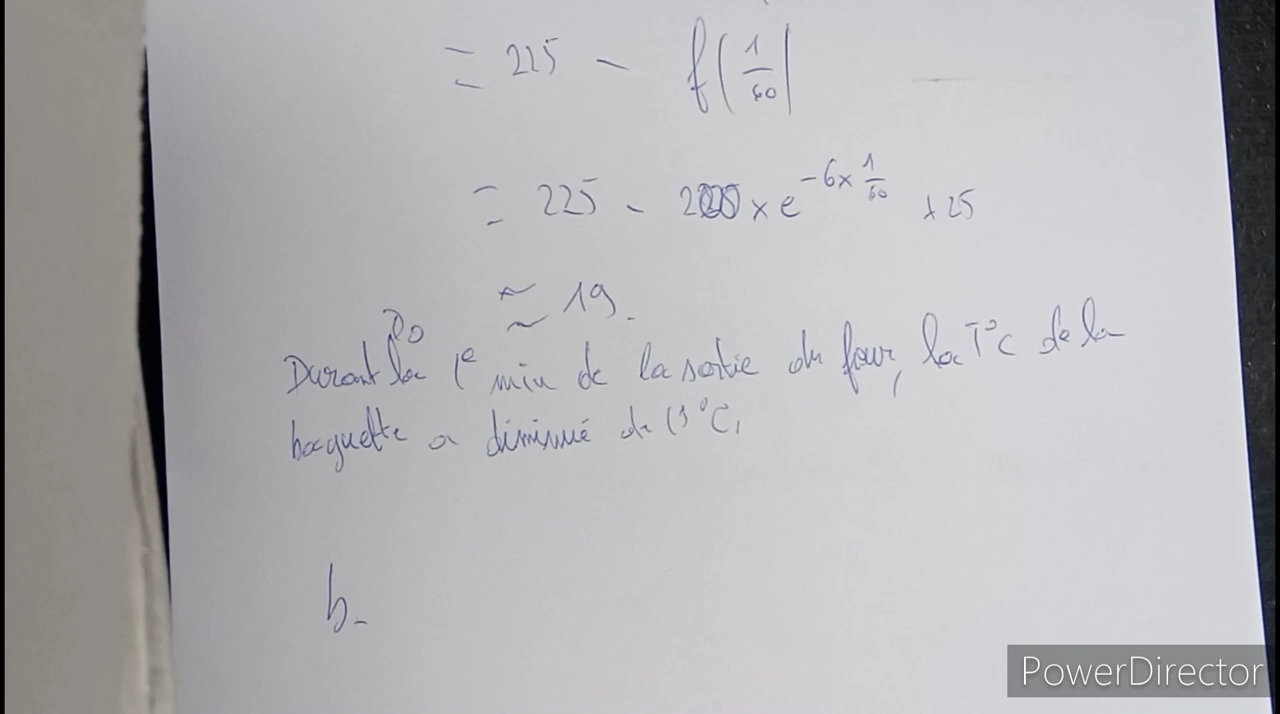 = 225 - f(1/60)
= 225 - 200 × e^-6×1/60 + 25
≈ 19.
D0
Durant la 1e min de la sortie du four, la T°C de la
baguette a diminué de 19°C,
b-
PowerDirector